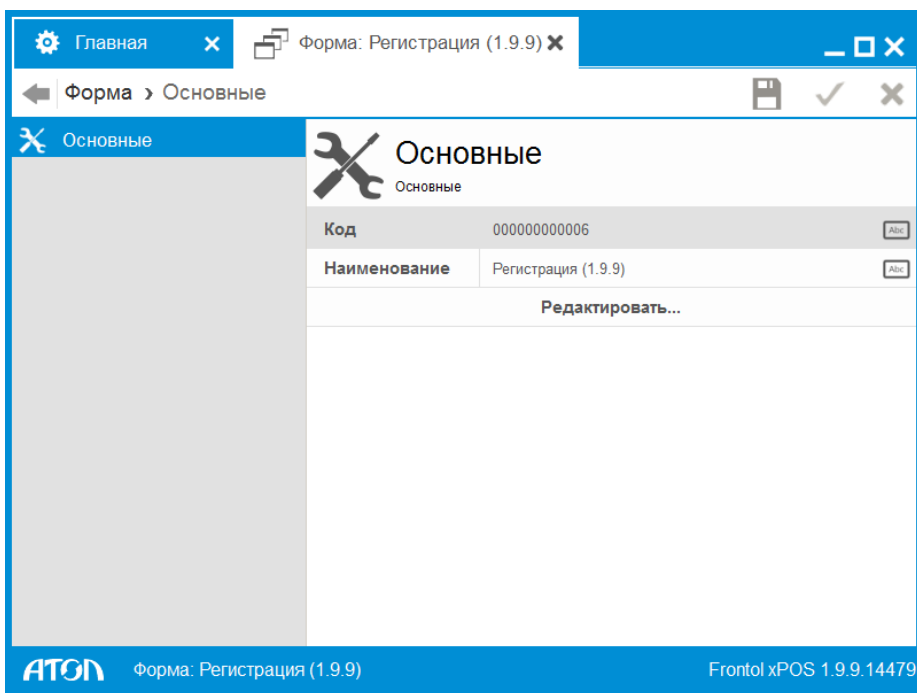 Главная
Форма: Регистрация (1.9.9)
Форма › Основные
Основные
Основные
Основные
Код 000000000006 Abc
Наименование Регистрация (1.9.9) Abc
Редактировать...
АТОЛ Форма: Регистрация (1.9.9) Frontol xPOS 1.9.9.14479